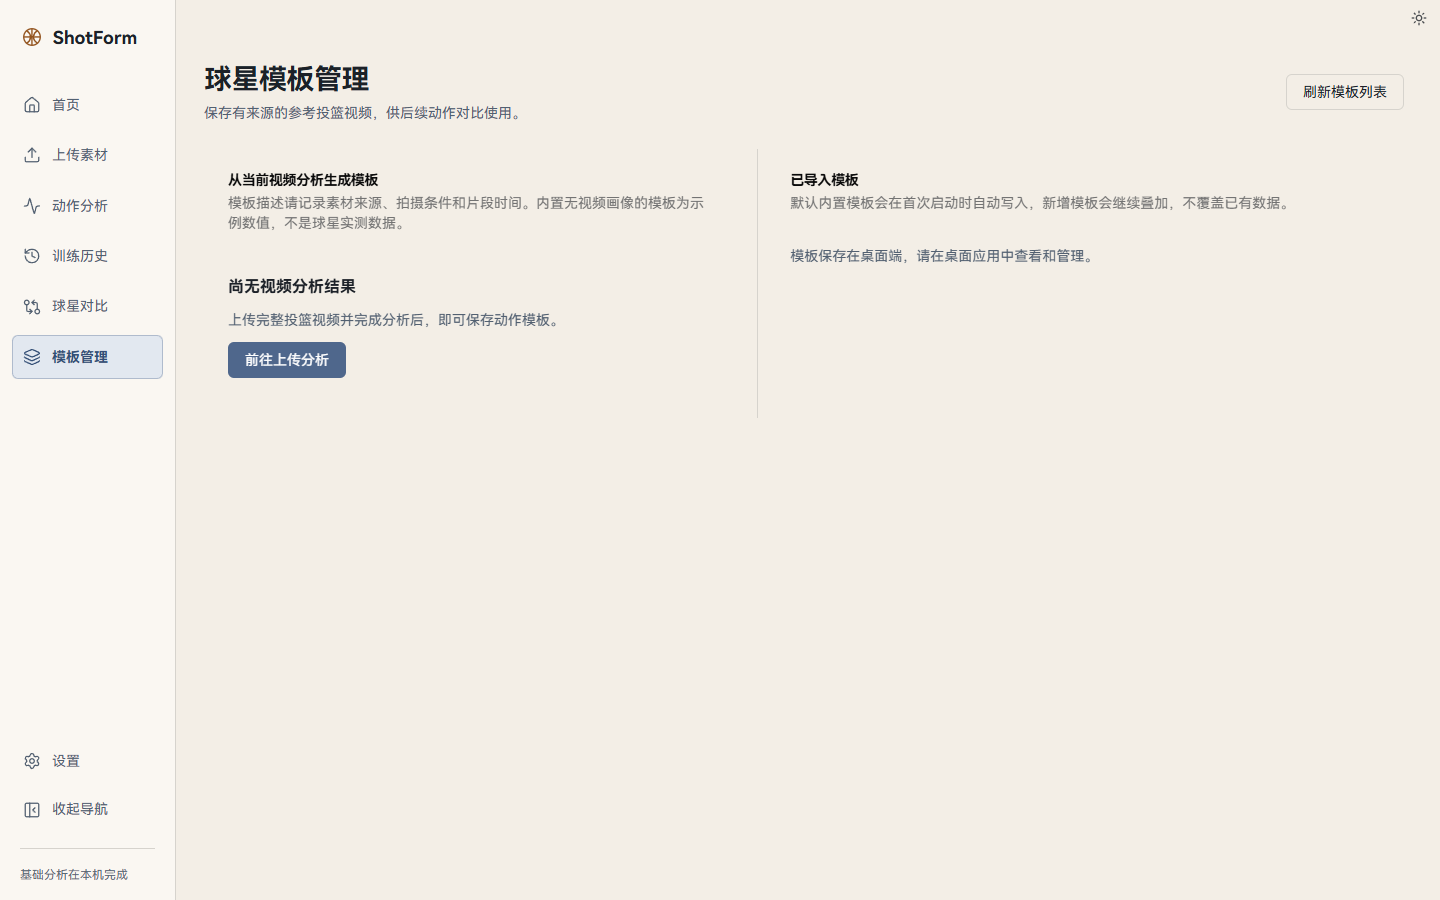 ShotForm
首页
上传素材
动作分析
训练历史
球星对比
模板管理
设置
收起导航
基础分析在本机完成
球星模板管理
保存有来源的参考投篮视频，供后续动作对比使用。
刷新模板列表
从当前视频分析生成模板
模板描述请记录素材来源、拍摄条件和片段时间。内置无视频画像的模板为示
例数值，不是球星实测数据。
尚无视频分析结果
上传完整投篮视频并完成分析后，即可保存动作模板。
前往上传分析
已导入模板
默认内置模板会在首次启动时自动写入，新增模板会继续叠加，不覆盖已有数据。
模板保存在桌面端，请在桌面应用中查看和管理。